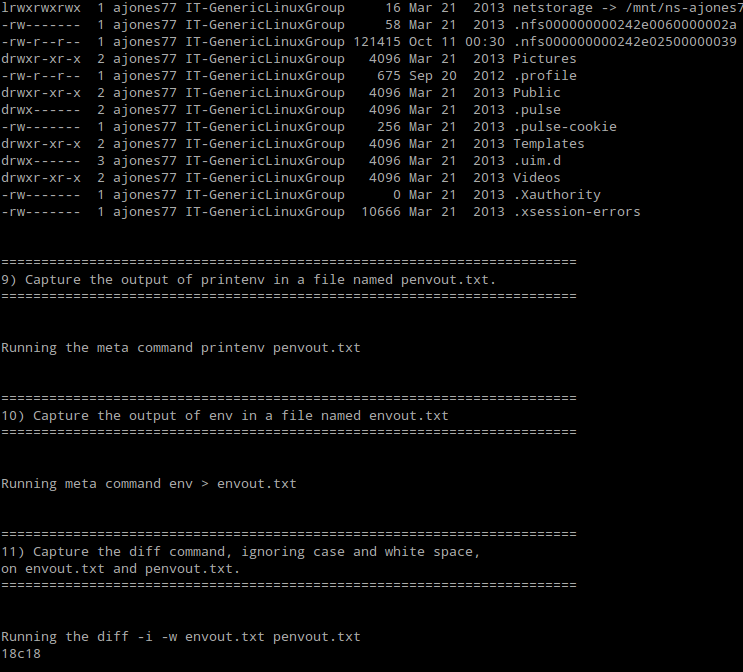 lrwxrwxrwx  1 ajones77 IT-GenericLinuxGroup     16 Mar 21  2013 netstorage -> /mnt/ns-ajones7
-rw-------  1 ajones77 IT-GenericLinuxGroup     58 Mar 21  2013 .nfs000000000242e0060000002a
-rw-r--r--  1 ajones77 IT-GenericLinuxGroup 121415 Oct 11 00:30 .nfs000000000242e02500000039
drwxr-xr-x  2 ajones77 IT-GenericLinuxGroup   4096 Mar 21  2013 Pictures
-rw-r--r--  1 ajones77 IT-GenericLinuxGroup    675 Sep 20  2012 .profile
drwxr-xr-x  2 ajones77 IT-GenericLinuxGroup   4096 Mar 21  2013 Public
drwx------  2 ajones77 IT-GenericLinuxGroup   4096 Mar 21  2013 .pulse
-rw-------  1 ajones77 IT-GenericLinuxGroup    256 Mar 21  2013 .pulse-cookie
drwxr-xr-x  2 ajones77 IT-GenericLinuxGroup   4096 Mar 21  2013 Templates
drwx------  3 ajones77 IT-GenericLinuxGroup   4096 Mar 21  2013 .uim.d
drwxr-xr-x  2 ajones77 IT-GenericLinuxGroup   4096 Mar 21  2013 Videos
-rw-------  1 ajones77 IT-GenericLinuxGroup      0 Mar 21  2013 .Xauthority
-rw-------  1 ajones77 IT-GenericLinuxGroup  10666 Mar 21  2013 .xsession-errors
========================================================================
9) Capture the output of printenv in a file named penvout.txt.
========================================================================
Running the meta command printenv penvout.txt
========================================================================
10) Capture the output of env in a file named envout.txt
========================================================================
Running meta command env > envout.txt
========================================================================
11) Capture the diff command, ignoring case and white space,
on envout.txt and penvout.txt.
========================================================================
Running the diff -i -w envout.txt penvout.txt
18c18